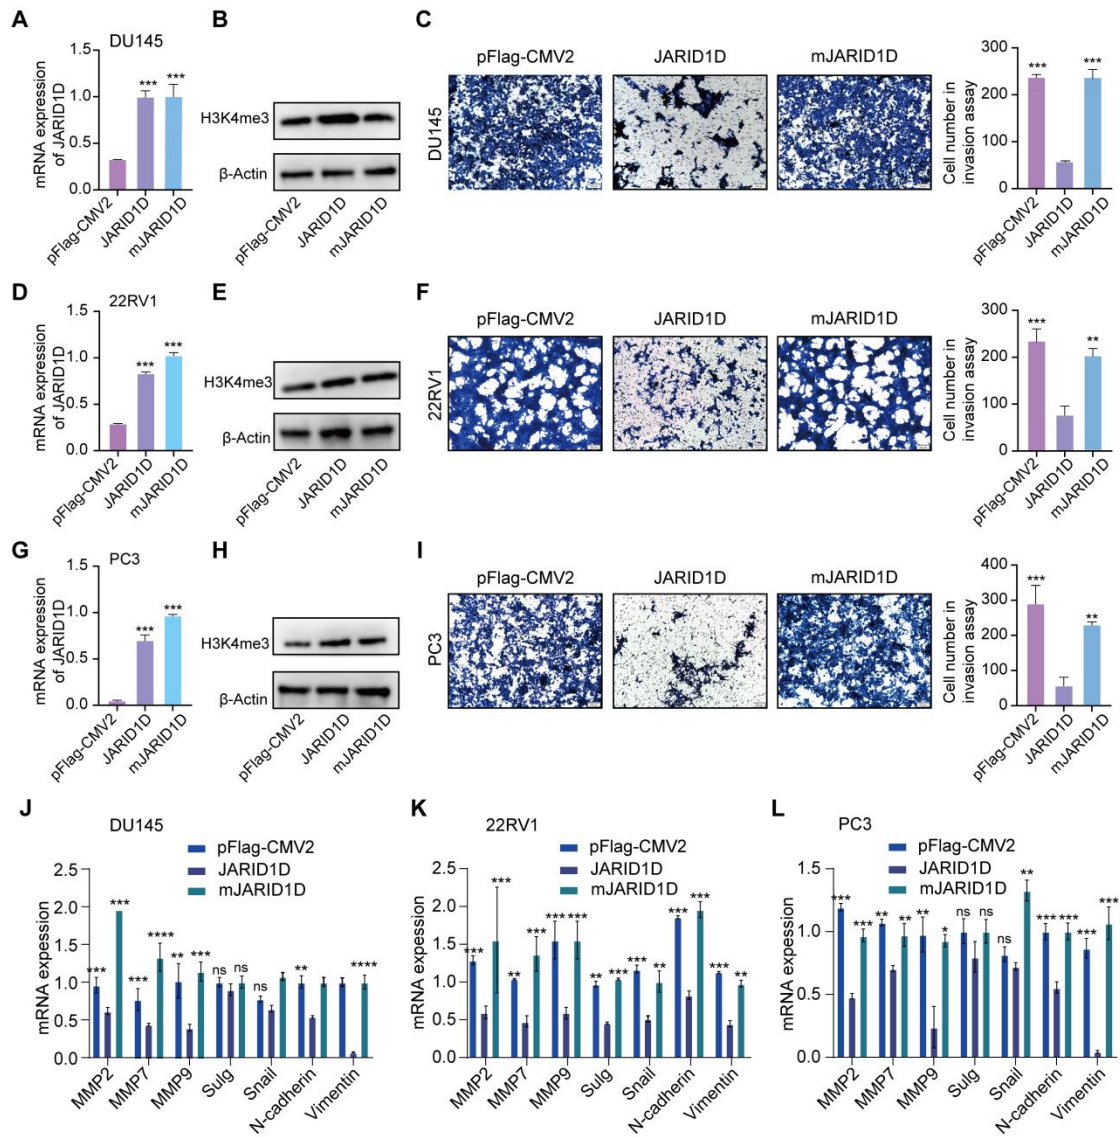 A
DU145
mRNA expression
of JARID1D
1.5
1.0
0.5
0.0
***
***
pFlag-CMV2
JARID1D
mJARID1D
B
H3K4me3
β-Actin
pFlag-CMV2
JARID1D
mJARID1D
C
pFlag-CMV2
JARID1D
mJARID1D
DU145
Cell number in
invasion assay
300
200
100
0
***
***
pFlag-CMV2
JARID1D
mJARID1D
D
22RV1
mRNA expression
of JARID1D
1.5
1.0
0.5
0.0
***
***
pFlag-CMV2
JARID1D
mJARID1D
E
H3K4me3
β-Actin
pFlag-CMV2
JARID1D
mJARID1D
F
pFlag-CMV2
JARID1D
mJARID1D
22RV1
Cell number in
invasion assay
300
200
100
0
***
**
pFlag-CMV2
JARID1D
mJARID1D
G
PC3
mRNA expression
of JARID1D
1.5
1.0
0.5
0.0
***
***
pFlag-CMV2
JARID1D
mJARID1D
H
H3K4me3
β-Actin
pFlag-CMV2
JARID1D
mJARID1D
I
pFlag-CMV2
JARID1D
mJARID1D
PC3
Cell number in
invasion assay
400
300
200
100
0
***
**
pFlag-CMV2
JARID1D
mJARID1D
J
DU145
pFlag-CMV2
JARID1D
mJARID1D
mRNA expession
2.5
2.0
1.5
1.0
0.5
0.0
*** *** *** **** ** *** ns ns ns ** ****
MMP2
MMP7
MMP9
Sulg
Snail
N-cadherin
Vimentin
K
22RV1
pFlag-CMV2
JARID1D
mJARID1D
mRNA expession
2.5
2.0
1.5
1.0
0.5
0.0
*** *** ** *** *** *** ** *** *** *** *** *** *** **
MMP2
MMP7
MMP9
Sulg
Snail
N-cadherin
Vimentin
L
PC3
pFlag-CMV2
JARID1D
mJARID1D
mRNA expession
1.5
1.0
0.5
0.0
*** *** ** ** ** * ns ns ns ** *** *** *** ***
MMP2
MMP7
MMP9
Sulg
Snail
N-cadherin
Vimentin